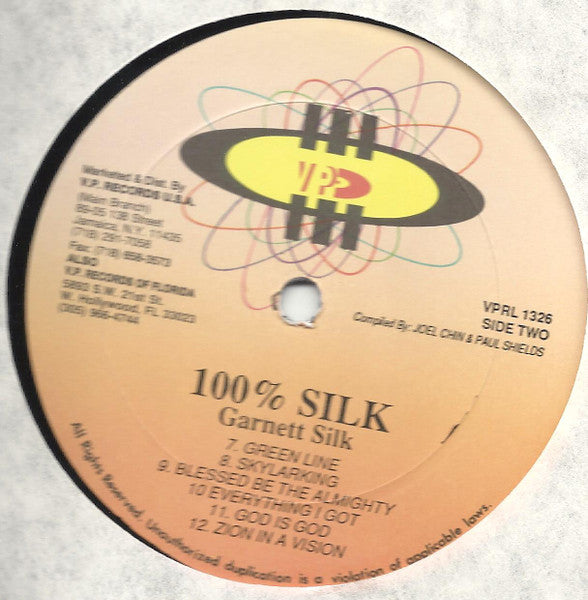 VP
Marketed & Dist. By
V.P. RECORDS U.S.A.
(Main Branch)
89-05 138 Street
Jamaica, N.Y. 11435
(718) 291-7058
Fax: (718) 658-3573
ALSO
V.P. RECORDS OF FLORIDA
5893 S.W. 21st St.
W. Hollywood, FL 33023
(305) 966-4744
VPRL 1326
SIDE TWO
Compiled By: JOEL CHIN & PAUL SHIELDS
100% SILK
Garnett Silk
7. GREEN LINE
8. SKYLARKING
9. BLESSED BE THE ALMIGHTY
10 EVERYTHING I GOT
11. GOD IS GOD
12. ZION IN A VISION
All Rights Reserved. Unauthorized duplication is a violation of applicable laws.